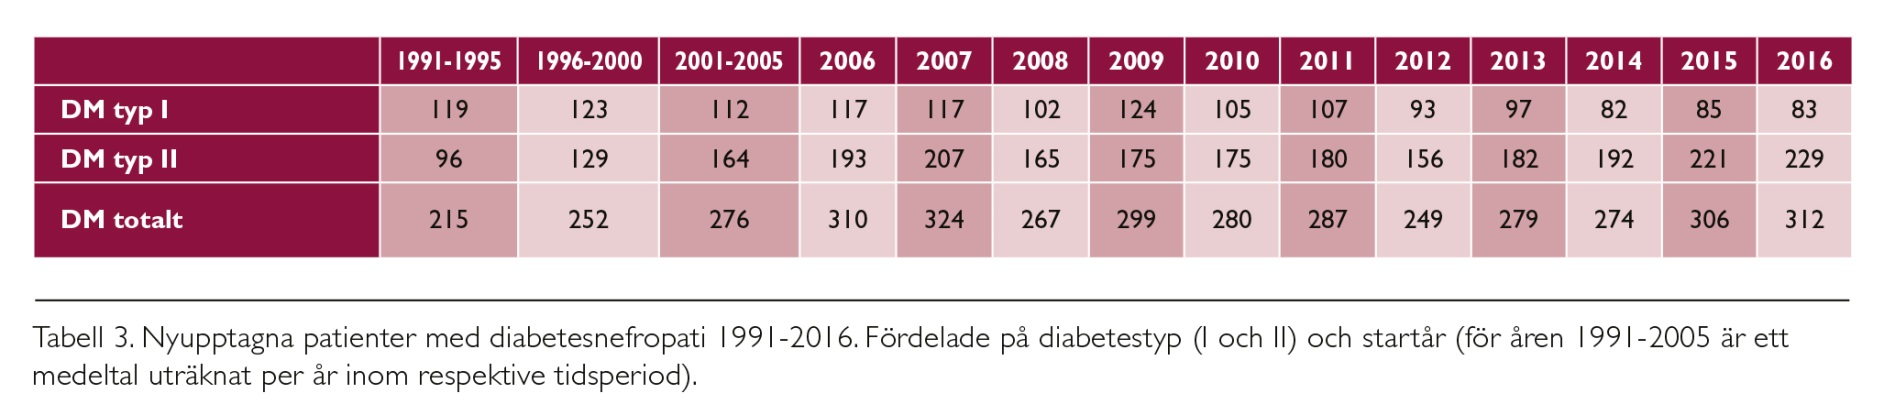 1991-1995 1996-2000 2001-2005 2006 2007 2008 2009 2010 2011 2012 2013 2014 2015 2016
DM typ I 119 123 112 117 117 102 124 105 107 93 97 82 85 83
DM typ II 96 129 164 193 207 165 175 175 180 156 182 192 221 229
DM totalt 215 252 276 310 324 267 299 280 287 249 279 274 306 312
Tabell 3. Nyupptagna patienter med diabetesnefropati 1991-2016. Fördelade på diabetestyp (I och II) och startår (för åren 1991-2005 är ett
medeltal uträknat per år inom respektive tidsperiod).